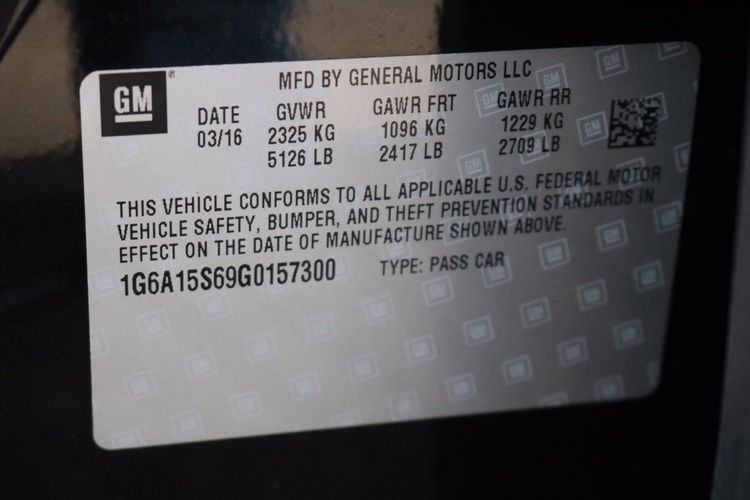 GM
MFD BY GENERAL MOTORS LLC
DATE GVWR GAWR FRT GAWR RR
03/16 2325 KG 1096 KG 1229 KG
5126 LB 2417 LB 2709 LB
THIS VEHICLE CONFORMS TO ALL APPLICABLE U.S. FEDERAL MOTOR
VEHICLE SAFETY, BUMPER, AND THEFT PREVENTION STANDARDS IN
EFFECT ON THE DATE OF MANUFACTURE SHOWN ABOVE.
1G6A15S69G0157300 TYPE: PASS CAR